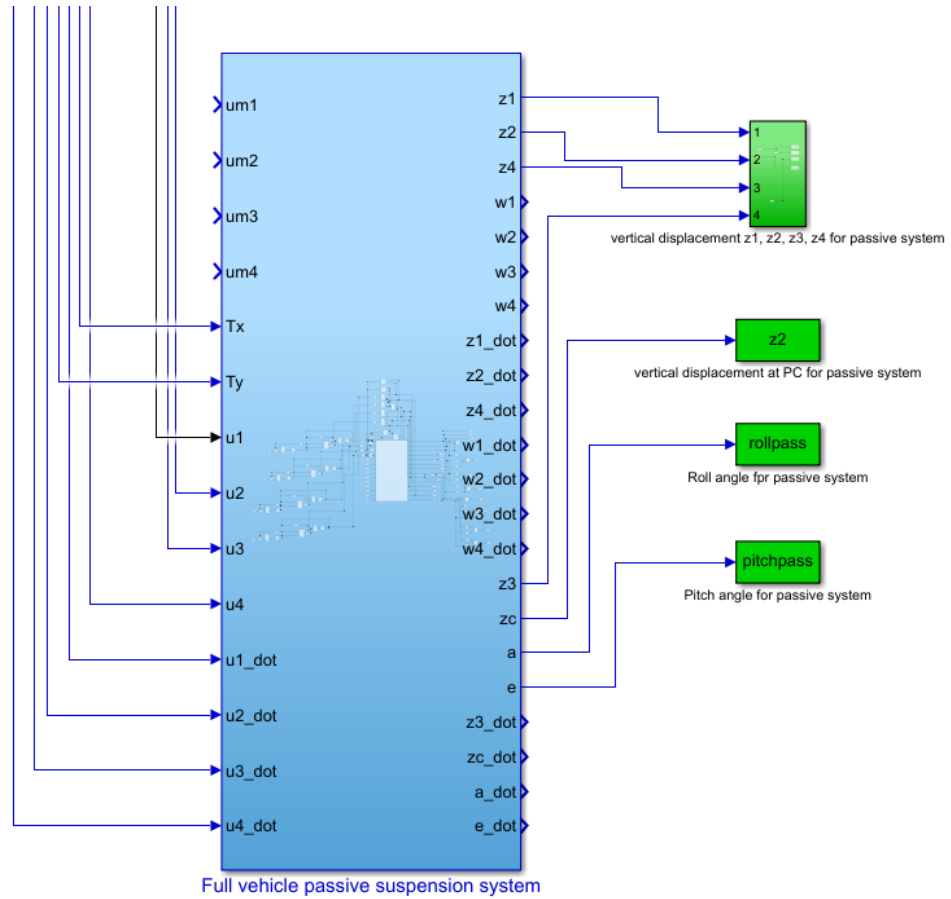 um1
um2
um3
um4
Tx
Ty
u1
u2
u3
u4
u1_dot
u2_dot
u3_dot
u4_dot
z1
z2
z4
w1
w2
w3
w4
z1_dot
z2_dot
z4_dot
w1_dot
w2_dot
w3_dot
w4_dot
z3
zc
a
e
z3_dot
zc_dot
a_dot
e_dot
Full vehicle passive suspension system
1
2
3
4
vertical displacement z1, z2, z3, z4 for passive system
z2
vertical displacement at PC for passive system
rollpass
Roll angle fpr passive system
pitchpass
Pitch angle for passive system